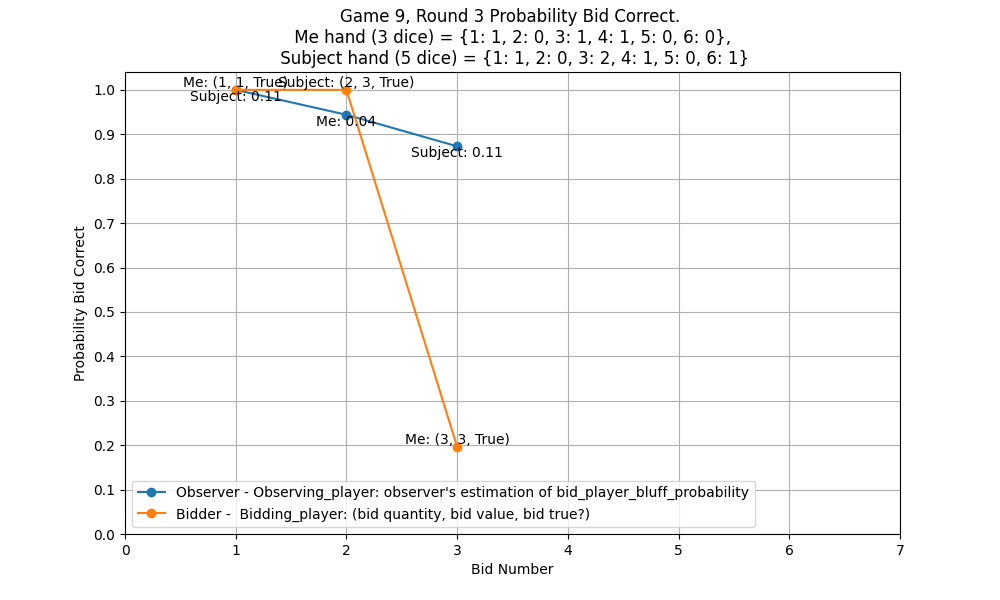 Game 9, Round 3 Probability Bid Correct.
Me hand (3 dice) = {1: 1, 2: 0, 3: 1, 4: 1, 5: 0, 6: 0},
Subject hand (5 dice) = {1: 1, 2: 0, 3: 2, 4: 1, 5: 0, 6: 1}
Me: (1, 1, True)
Subject: (2, 3, True)
Subject: 0.11
Me: 0.04
Subject: 0.11
Me: (3, 3, True)
Probability Bid Correct
1.0
0.9
0.8
0.7
0.6
0.5
0.4
0.3
0.2
0.1
0.0
Observer - Observing_player: observer's estimation of bid_player_bluff_probability
Bidder -  Bidding_player: (bid quantity, bid value, bid true?)
0 1 2 3 4 5 6 7
Bid Number